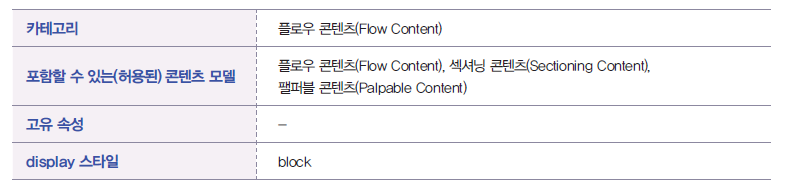 카테고리 플로우 콘텐츠(Flow Content)
포함할 수 있는(허용된) 콘텐츠 모델 플로우 콘텐츠(Flow Content), 섹셔닝 콘텐츠(Sectioning Content),
팰퍼블 콘텐츠(Palpable Content)
고유 속성 –
display 스타일 block